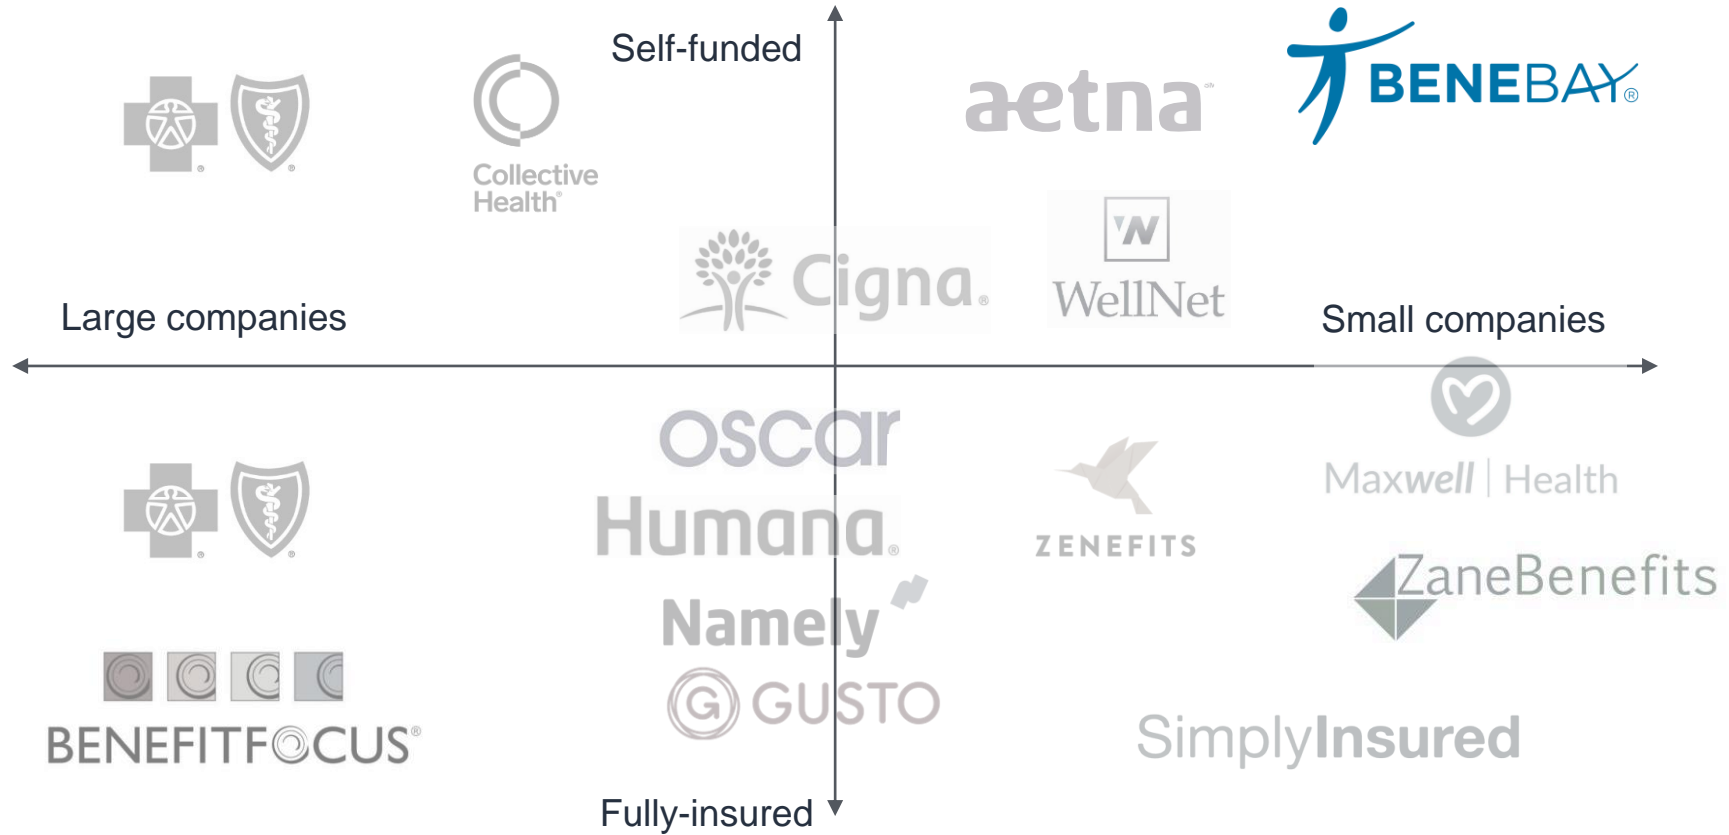 Self-funded
aetna℠
BENEBAY®
Collective
Health®
Cigna®
WellNet
Large companies
Small companies
oscar
Humana®
Maxwell | Health
ZENEFITS
ZaneBenefits
Namely
G GUSTO
BENEFITFOCUS®
SimplyInsured
Fully-insured